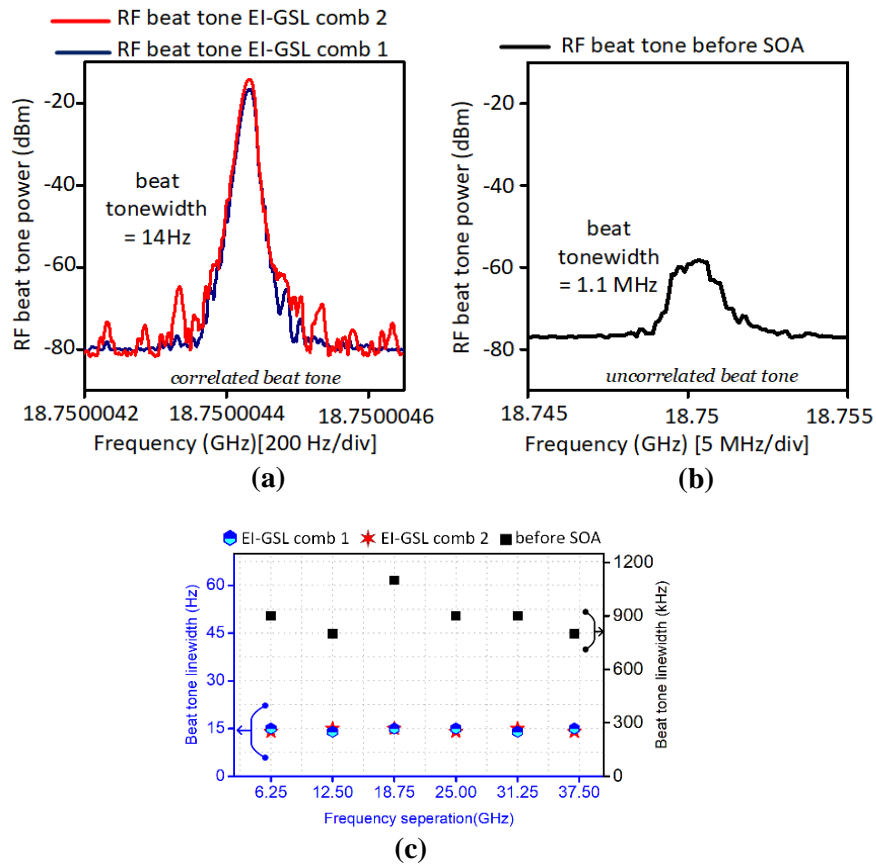 RF beat tone EI-GSL comb 2
RF beat tone EI-GSL comb 1
RF beat tone power (dBm)
-20
-40
-60
-80
beat
tonewidth
= 14Hz
correlated beat tone
18.7500042
18.7500044
18.7500046
Frequency (GHz)[200 Hz/div]
(a)
RF beat tone before SOA
RF beat tone power (dBm)
-20
-40
-60
-80
beat
tonewidth
= 1.1 MHz
uncorrelated beat tone
18.745
18.75
18.755
Frequency (GHz) [5 MHz/div]
(b)
EI-GSL comb 1
EI-GSL comb 2
before SOA
Beat tone linewidth (Hz)
60
45
30
15
0
1200
900
600
300
0
Beat tone linewidth (kHz)
6.25
12.50
18.75
25.00
31.25
37.50
Frequency seperation(GHz)
(c)